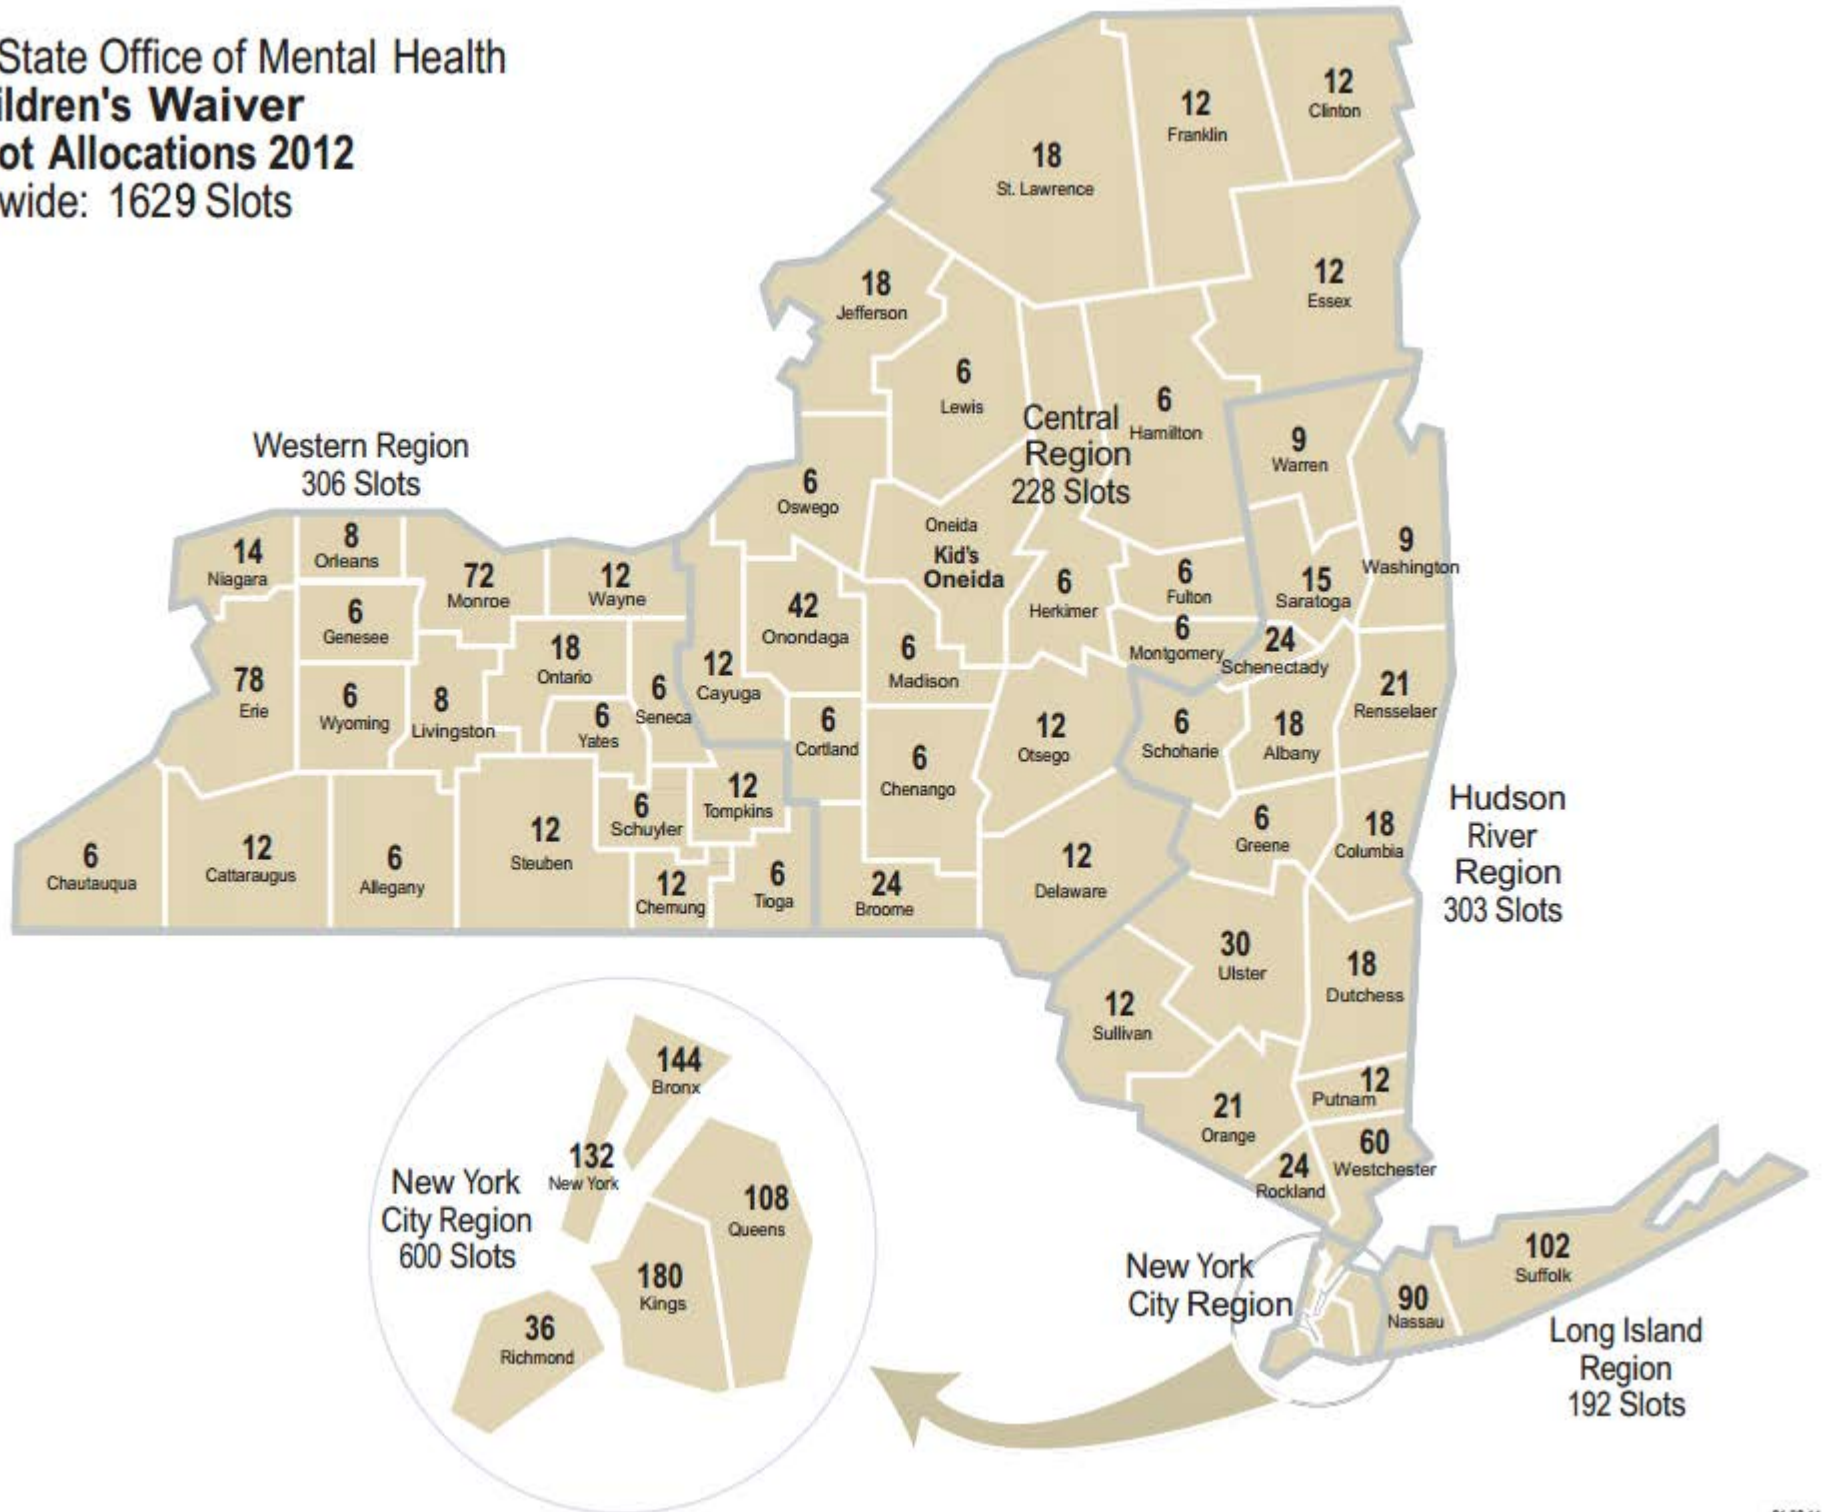 State Office of Mental Health
ildren's Waiver
ot Allocations 2012
wide: 1629 Slots
12
Clinton
12
Franklin
18
St. Lawrence
12
Essex
18
Jefferson
6
Lewis
6
Hamilton
Central
Region
228 Slots
9
Warren
9
Washington
Western Region
306 Slots
6
Oswego
Oneida
Kid's
Oneida
14
Niagara
8
Orleans
72
Monroe
12
Wayne
6
Genesee
42
Onondaga
6
Herkimer
6
Fulton
15
Saratoga
6
Montgomery
24
Schenectady
78
Erie
6
Wyoming
8
Livingston
18
Ontario
6
Yates
6
Seneca
12
Cayuga
6
Madison
6
Cortland
6
Chenango
12
Otsego
6
Schoharie
18
Albany
21
Rensselaer
6
Chautauqua
12
Cattaraugus
6
Allegany
12
Steuben
6
Schuyler
12
Tompkins
12
Chemung
6
Tioga
24
Broome
12
Delaware
6
Greene
18
Columbia
Hudson
River
Region
303 Slots
30
Ulster
18
Dutchess
12
Sullivan
12
Putnam
21
Orange
60
Westchester
24
Rockland
144
Bronx
132
New York
108
Queens
180
Kings
36
Richmond
New York
City Region
600 Slots
New York
City Region
90
Nassau
102
Suffolk
Long Island
Region
192 Slots